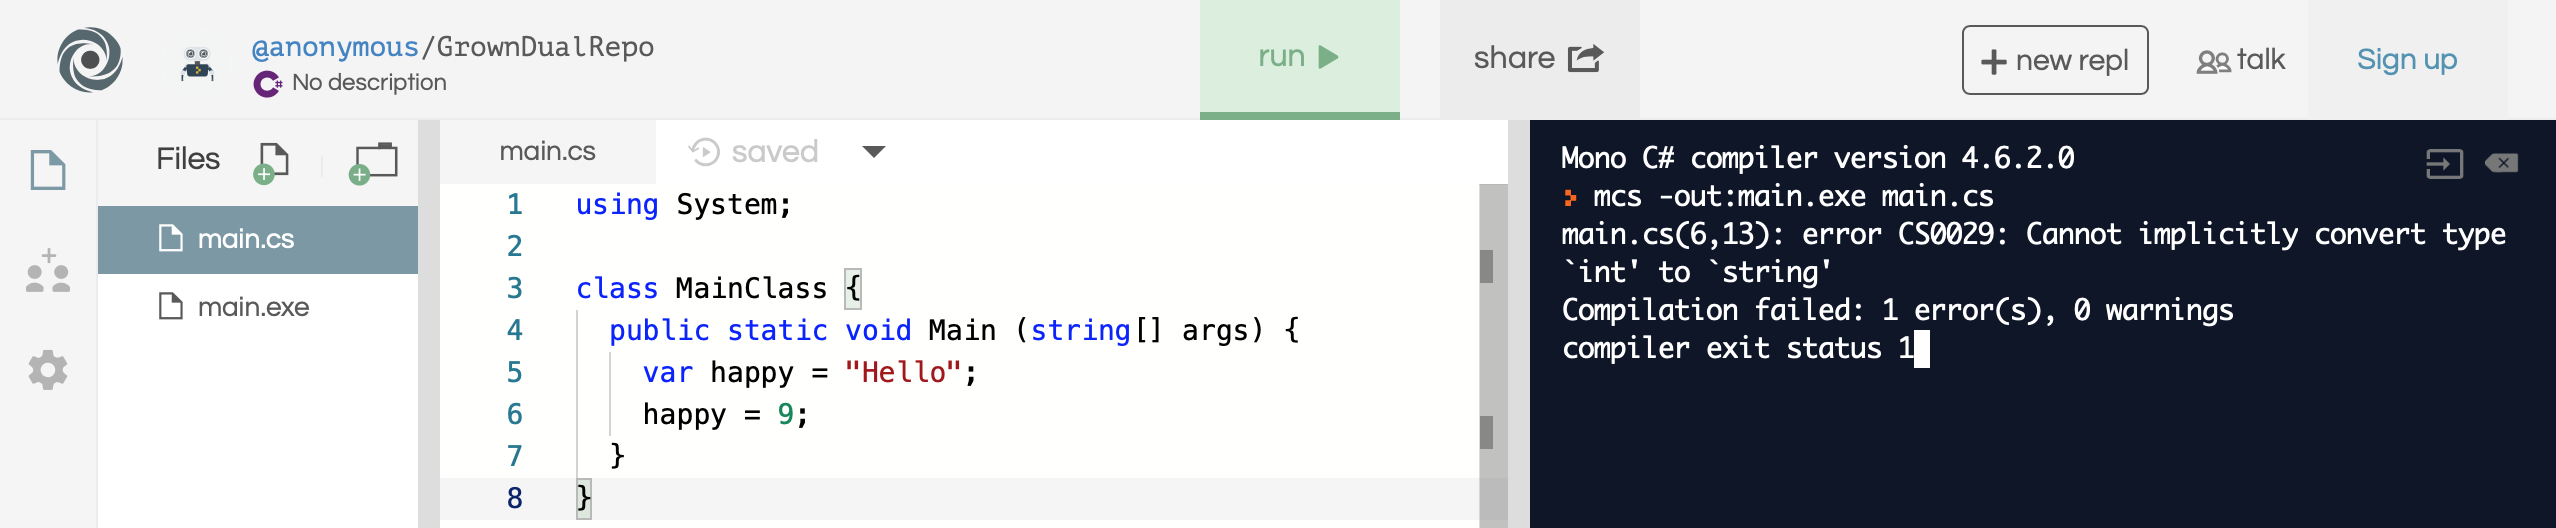 @anonymous/GrownDualRepo
No description
run
share
+ new repl
talk
Sign up
Files
main.cs
main.exe
main.cs
saved
1 using System;
2
3 class MainClass {
4 public static void Main (string[] args) {
5 var happy = "Hello";
6 happy = 9;
7 }
8 }
Mono C# compiler version 4.6.2.0
mcs -out:main.exe main.cs
main.cs(6,13): error CS0029: Cannot implicitly convert type
`int' to `string'
Compilation failed: 1 error(s), 0 warnings
compiler exit status 1